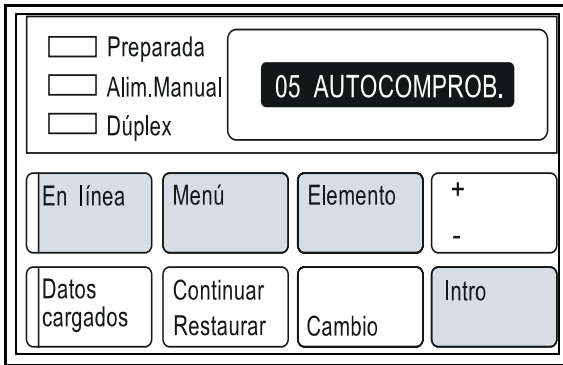 Preparada
Alim.Manual
Dúplex
05 AUTOCOMPROB.
En línea
Menú
Elemento
+
-
Datos
cargados
Continuar
Restaurar
Cambio
Intro